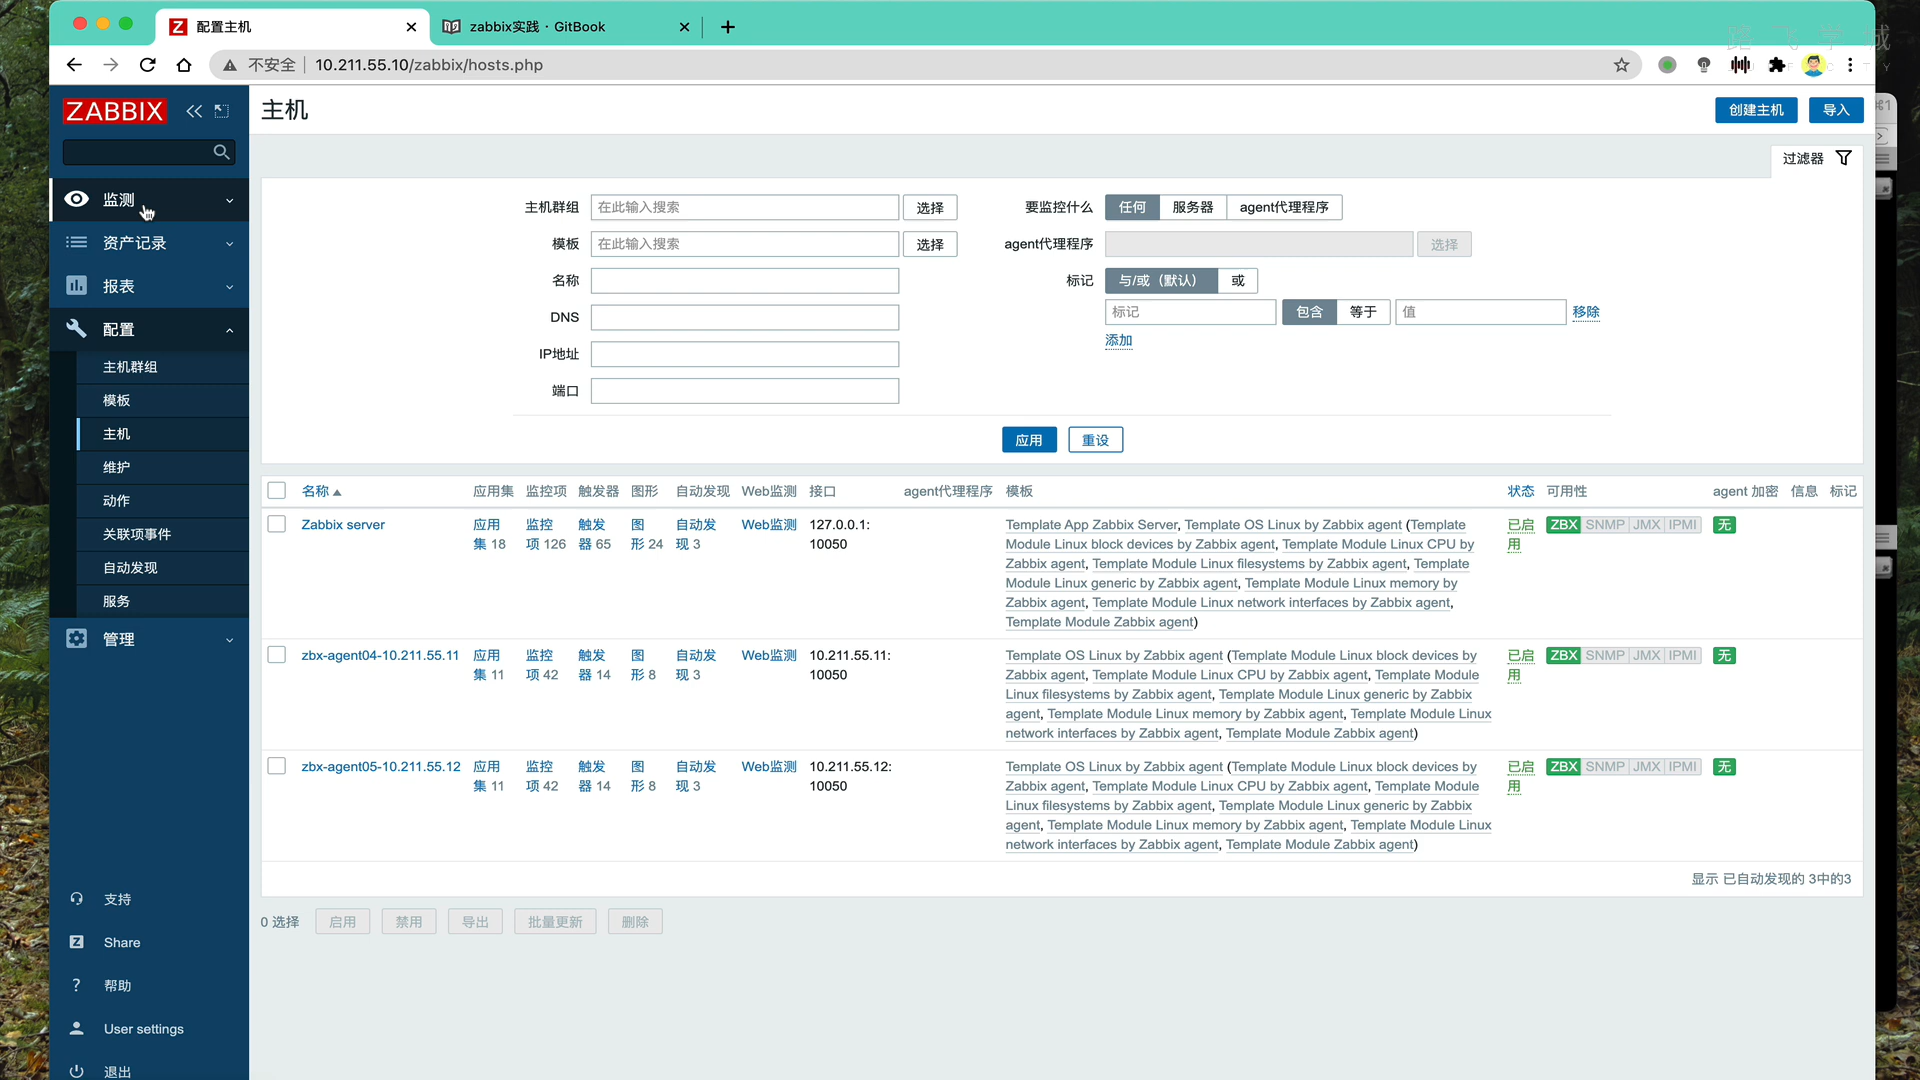 配置主机
zabbix实践 · GitBook
不安全
10.211.55.10/zabbix/hosts.php
ZABBIX
监测
资产记录
报表
配置
主机群组
模板
主机
维护
动作
关联项事件
自动发现
服务
管理
支持
Share
帮助
User settings
退出
主机
创建主机
导入
过滤器
主机群组 在此输入搜索 选择
模板 在此输入搜索 选择
名称
DNS
IP地址
端口
要监控什么 任何 服务器 agent代理程序
agent代理程序 选择
标记 与/或（默认） 或
标记 包含 等于 值 移除
添加
应用 重设
名称 应用集 监控项 触发器 图形 自动发现 Web监测 接口 agent代理程序 模板 状态 可用性 agent 加密 信息 标记
Zabbix server 应用 监控 触发 图 自动发 Web监测 127.0.0.1: Template App Zabbix Server, Template OS Linux by Zabbix agent (Template 已启 ZBX SNMP JMX IPMI 无
集 18 项 126 器 65 形 24 现 3 10050 Module Linux block devices by Zabbix agent, Template Module Linux CPU by 用
Zabbix agent, Template Module Linux filesystems by Zabbix agent, Template
Module Linux generic by Zabbix agent, Template Module Linux memory by
Zabbix agent, Template Module Linux network interfaces by Zabbix agent,
Template Module Zabbix agent)
zbx-agent04-10.211.55.11 应用 监控 触发 图 自动发 Web监测 10.211.55.11: Template OS Linux by Zabbix agent (Template Module Linux block devices by 已启 ZBX SNMP JMX IPMI 无
集 11 项 42 器 14 形 8 现 3 10050 Zabbix agent, Template Module Linux CPU by Zabbix agent, Template Module 用
Linux filesystems by Zabbix agent, Template Module Linux generic by Zabbix
agent, Template Module Linux memory by Zabbix agent, Template Module Linux
network interfaces by Zabbix agent, Template Module Zabbix agent)
zbx-agent05-10.211.55.12 应用 监控 触发 图 自动发 Web监测 10.211.55.12: Template OS Linux by Zabbix agent (Template Module Linux block devices by 已启 ZBX SNMP JMX IPMI 无
集 11 项 42 器 14 形 8 现 3 10050 Zabbix agent, Template Module Linux CPU by Zabbix agent, Template Module 用
Linux filesystems by Zabbix agent, Template Module Linux generic by Zabbix
agent, Template Module Linux memory by Zabbix agent, Template Module Linux
network interfaces by Zabbix agent, Template Module Zabbix agent)
显示 已自动发现的 3中的3
0 选择 启用 禁用 导出 批量更新 删除